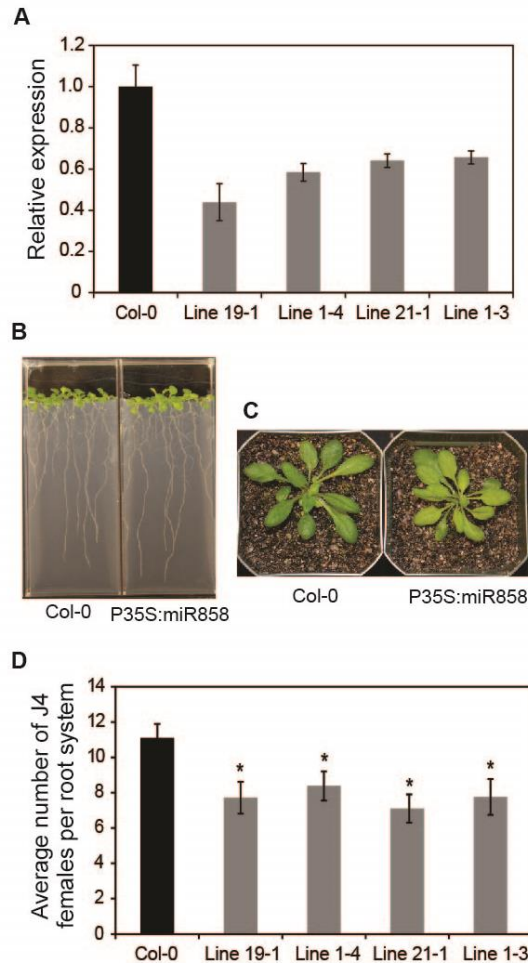 A
Relative expression
1.2
1.0
0.8
0.6
0.4
0.2
0
Col-0 Line 19-1 Line 1-4 Line 21-1 Line 1-3
B
Col-0 P35S:miR858
C
Col-0 P35S:miR858
D
Average number of J4
females per root system
14
12
10
8
6
4
2
0
* * * *
Col-0 Line 19-1 Line 1-4 Line 21-1 Line 1-3